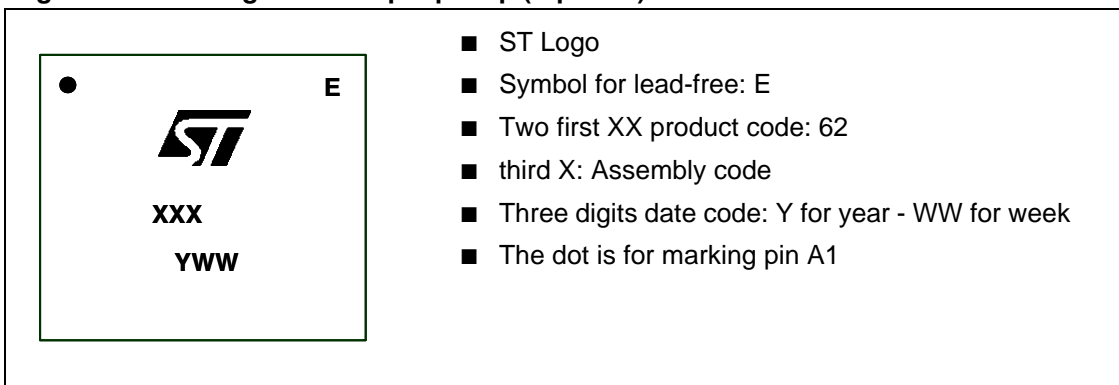 E
ST
XXX
YWW
■ ST Logo
■ Symbol for lead-free: E
■ Two first XX product code: 62
■ third X: Assembly code
■ Three digits date code: Y for year - WW for week
■ The dot is for marking pin A1